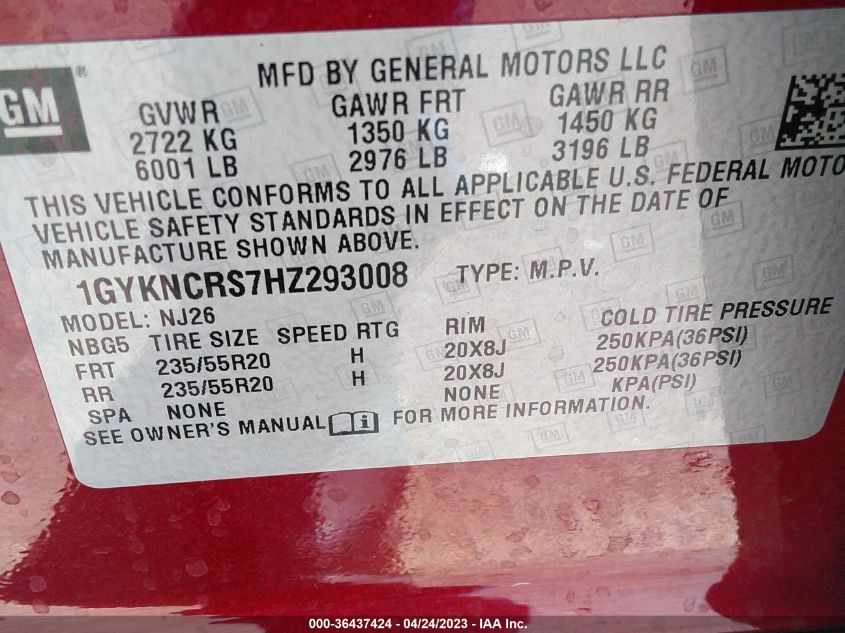 GM ®
MFD BY GENERAL MOTORS LLC
GVWR GAWR FRT GAWR RR
2722 KG 1350 KG 1450 KG
6001 LB 2976 LB 3196 LB
THIS VEHICLE CONFORMS TO ALL APPLICABLE U.S. FEDERAL MOTO
VEHICLE SAFETY STANDARDS IN EFFECT ON THE DATE OF
MANUFACTURE SHOWN ABOVE.
1GYKNCRS7HZ293008 TYPE: M.P.V.
MODEL: NJ26
NBG5 TIRE SIZE SPEED RTG RIM COLD TIRE PRESSURE
FRT 235/55R20 H 20X8J 250KPA(36PSI)
RR 235/55R20 H 20X8J 250KPA(36PSI)
SPA NONE NONE KPA(PSI)
SEE OWNER'S MANUAL i FOR MORE INFORMATION.
000-36437424 - 04/24/2023 - IAA Inc.